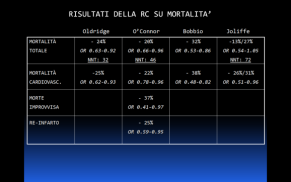 RISULTATI DELLA RC SU MORTALITA'
Oldridge O'Connor Bobbio Joliffe
MORTALITÀ - 24% - 20% - 32% -13%/27%
TOTALE OR 0.63-0.92 OR 0.66-0.96 OR 0.53-0.86 OR 0.54-1.05
NNT: 32 NNT: 46 NNT: 72
MORTALITÀ -25% - 22% - 38% - 26%/31%
CARDIOVASC. OR 0.62-0.93 OR 0.70-0.96 OR 0.48-0.82 OR 0.51-0.96
MORTE - 37%
IMPROVVISA OR 0.41-0.97
RE-INFARTO - 25%
OR 0.59-0.95